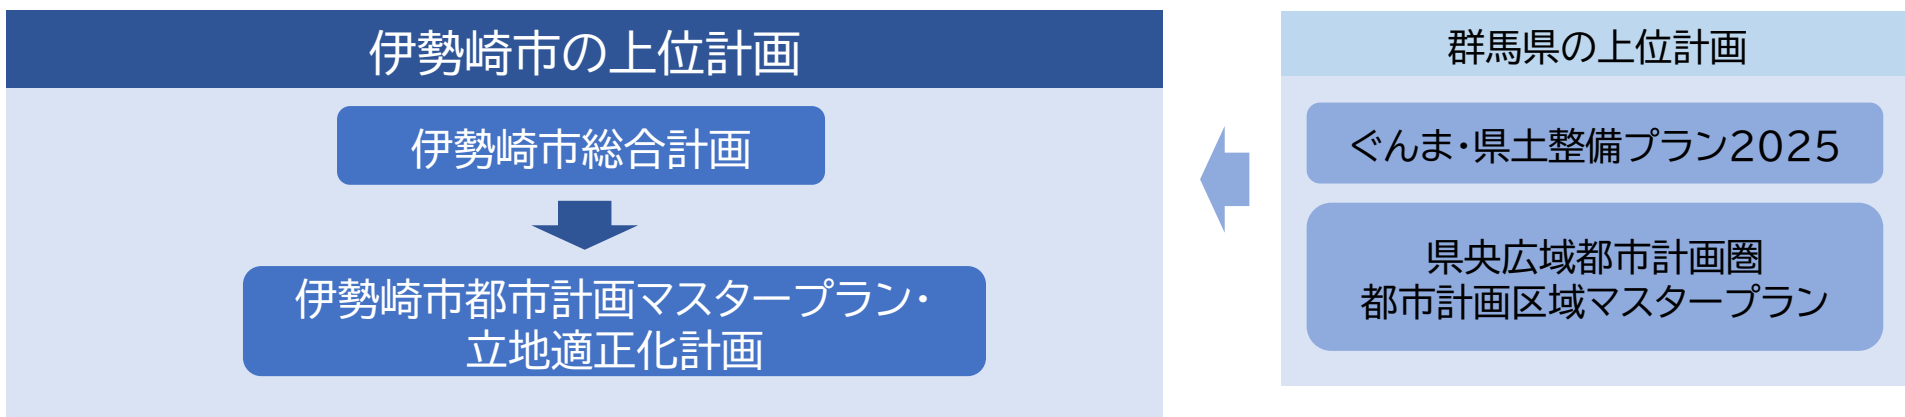 伊勢崎市の上位計画
伊勢崎市総合計画
伊勢崎市都市計画マスタープラン・
立地適正化計画
群馬県の上位計画
ぐんま・県土整備プラン2025
県央広域都市計画圏
都市計画区域マスタープラン